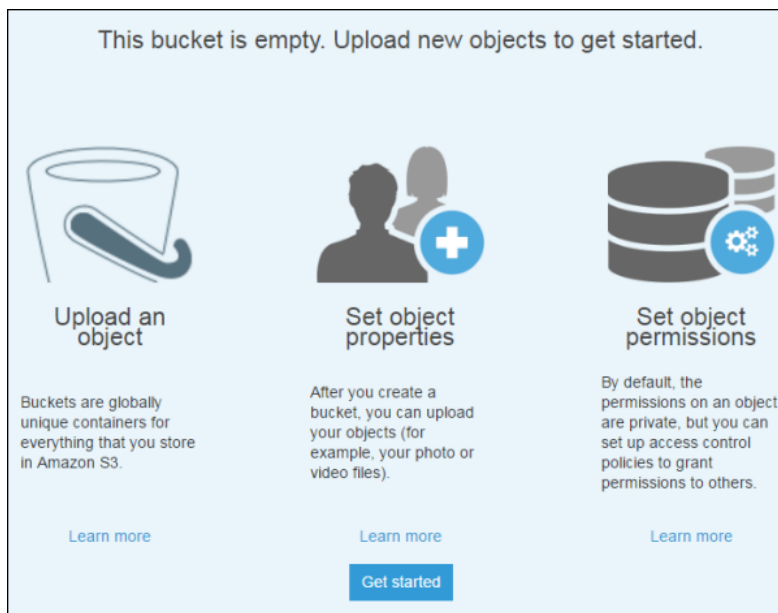 This bucket is empty. Upload new objects to get started.
Upload an
object
Buckets are globally
unique containers for
everything that you store
in Amazon S3.
Learn more
Set object
properties
After you create a
bucket, you can upload
your objects (for
example, your photo or
video files).
Learn more
Set object
permissions
By default, the
permissions on an object
are private, but you can
set up access control
policies to grant
permissions to others.
Learn more
Get started